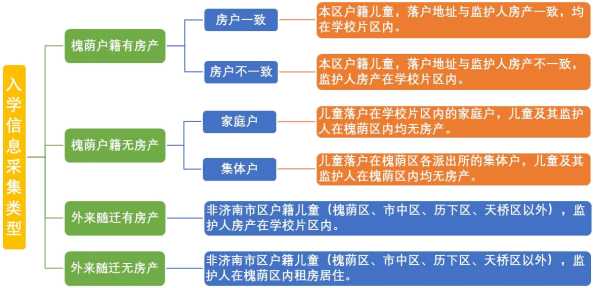 入学信息采集类型
槐荫户籍有房产
房户一致
本区户籍儿童，落户地址与监护人房产一致，均
在学校片区内。
房户不一致
本区户籍儿童，落户地址与监护人房产不一致，
监护人房产在学校片区内。
槐荫户籍无房产
家庭户
儿童落户在学校片区内的家庭户，儿童及其监护
人在槐荫区内均无房产。
集体户
儿童落户在槐荫区各派出所的集体户，儿童及其
监护人在槐荫区内均无房产。
外来随迁有房产
非济南市区户籍儿童（槐荫区、市中区、历下区、天桥区以外），监
护人房产在学校片区内。
外来随迁无房产
非济南市区户籍儿童（槐荫区、市中区、历下区、天桥区以外），监护
人在槐荫区内租房居住。